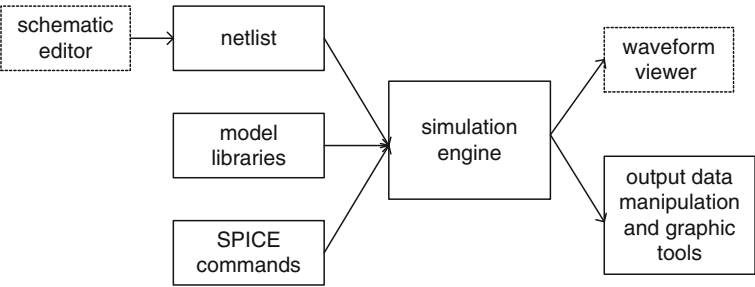 schematic
editor
netlist
model
libraries
SPICE
commands
simulation
engine
waveform
viewer
output data
manipulation
and graphic
tools